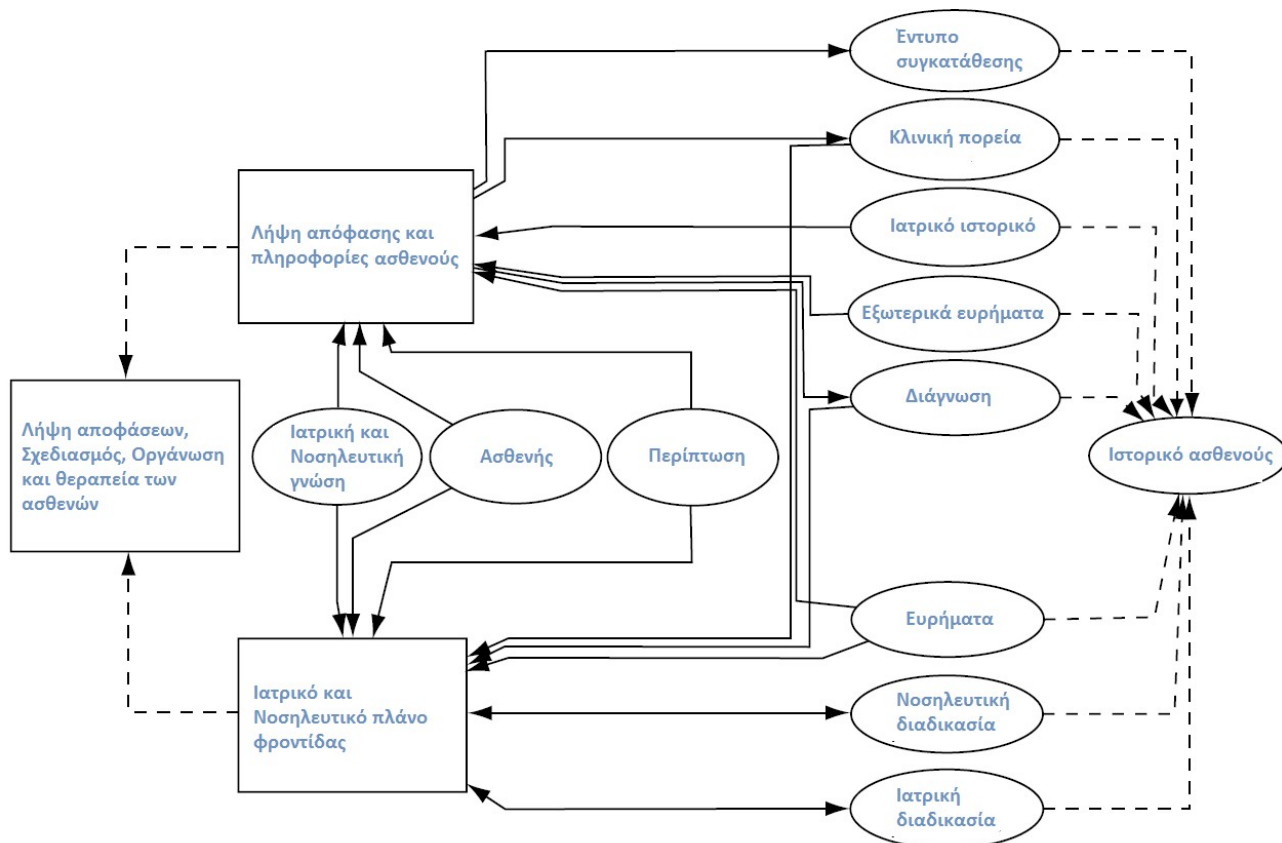 Έντυπο
συγκατάθεσης
Κλινική πορεία
Λήψη απόφασης και
πληροφορίες ασθενούς
Ιατρικό ιστορικό
Εξωτερικά ευρήματα
Διάγνωση
Λήψη αποφάσεων,
Σχεδιασμός, Οργάνωση
και θεραπεία των
ασθενών
Ιατρική και
Νοσηλευτική
γνώση
Ασθενής
Περίπτωση
Ιστορικό ασθενούς
Ευρήματα
Ιατρικό και
Νοσηλευτικό πλάνο
φροντίδας
Νοσηλευτική
διαδικασία
Ιατρική
διαδικασία